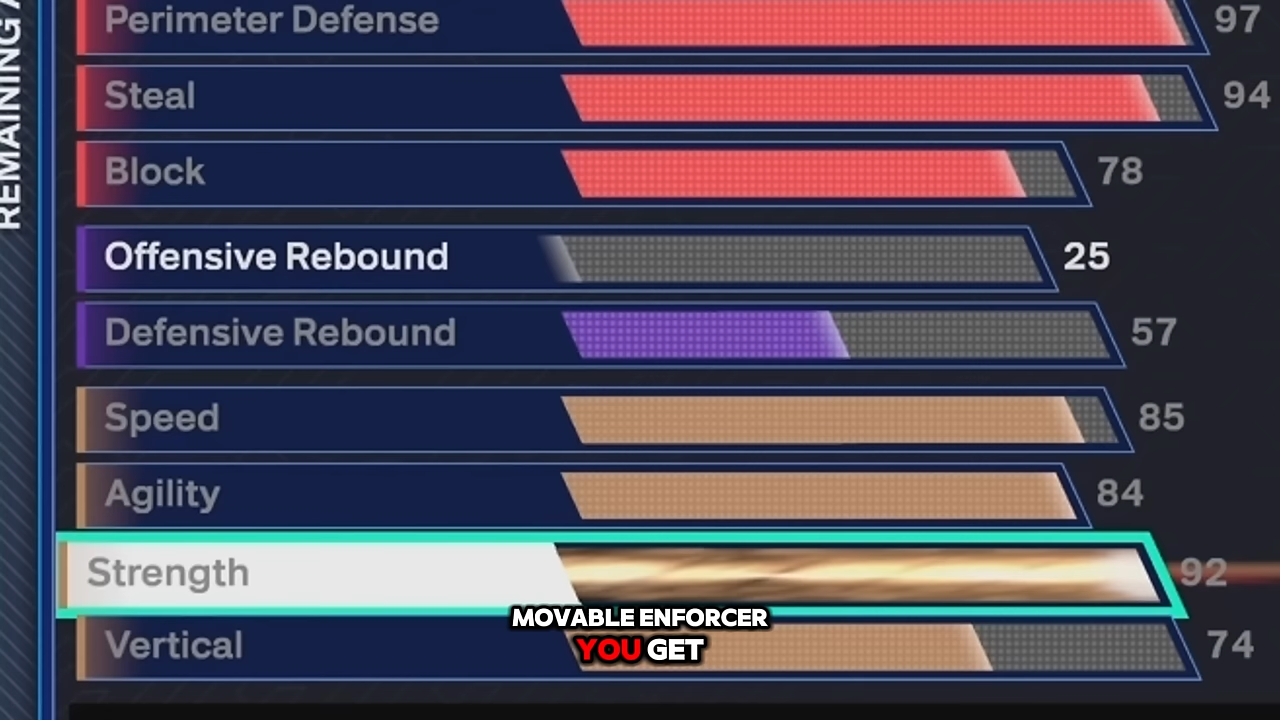 REMAINING
Perimeter Defense 97
Steal 94
Block 78
Offensive Rebound 25
Defensive Rebound 57
Speed 85
Agility 84
Strength 92
MOVABLE ENFORCER
YOU GET
Vertical 74